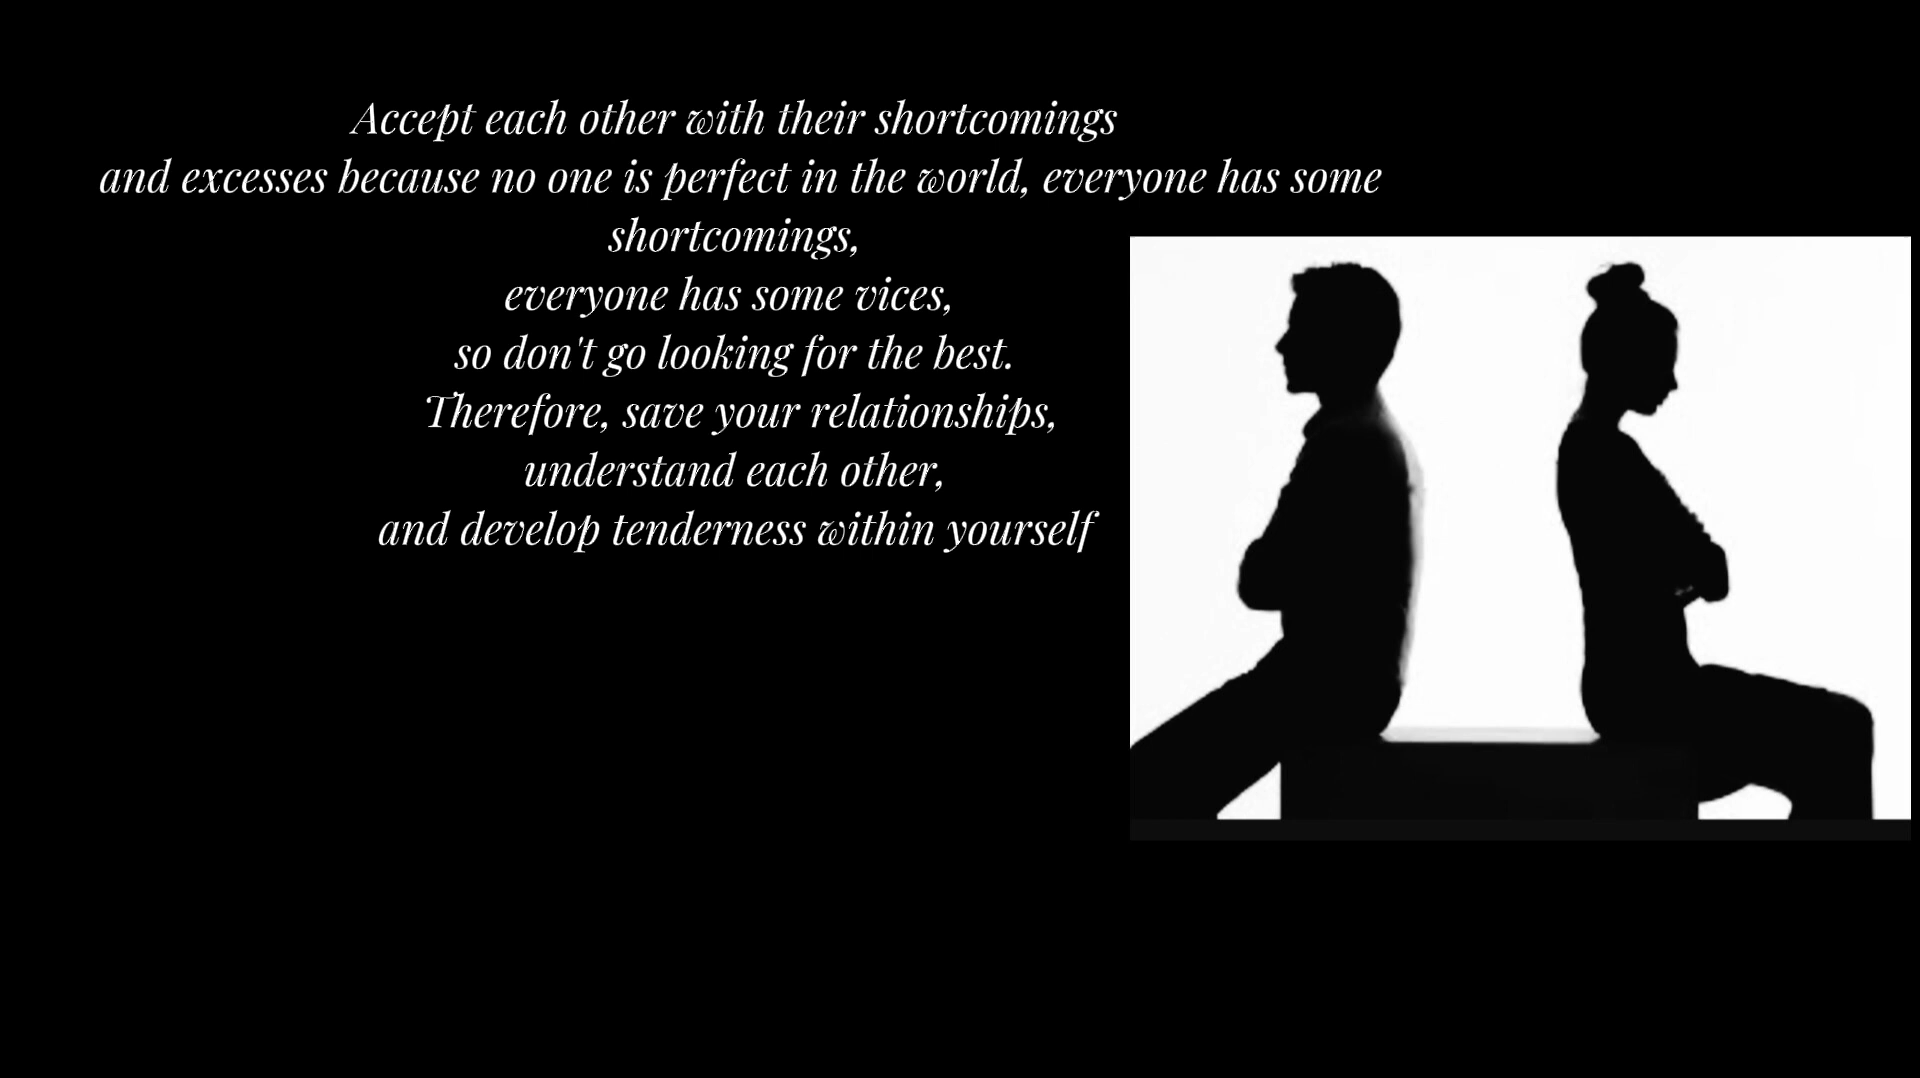 Accept each other with their shortcomings
and excesses because no one is perfect in the world, everyone has some
shortcomings,
everyone has some vices,
so don't go looking for the best.
Therefore, save your relationships,
understand each other,
and develop tenderness within yourself